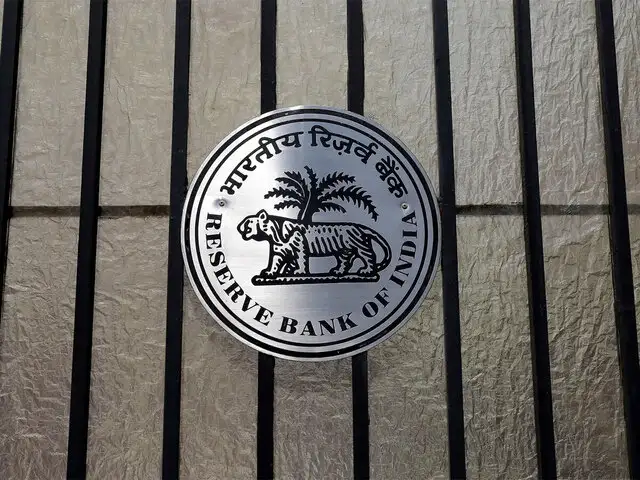 भारतीय रिज़र्व बैंक
RESERVE BANK OF INDIA